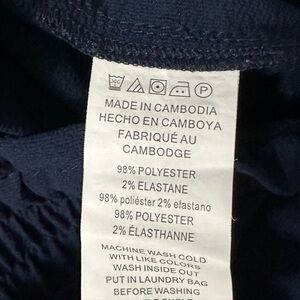 MADE IN CAMBODIA
HECHO EN CAMBOYA
FABRIQUÉ AU
CAMBODGE
98% POLYESTER
2% ELASTANE
98% poliéster 2% elastano
98% POLYESTER
2% ÉLASTHANNE
MACHINE WASH COLD
WITH LIKE COLORS
WASH INSIDE OUT
PUT IN LAUNDRY BAG
BEFORE WASHING